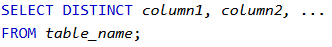 SELECT DISTINCT column1, column2, ...
FROM table_name;